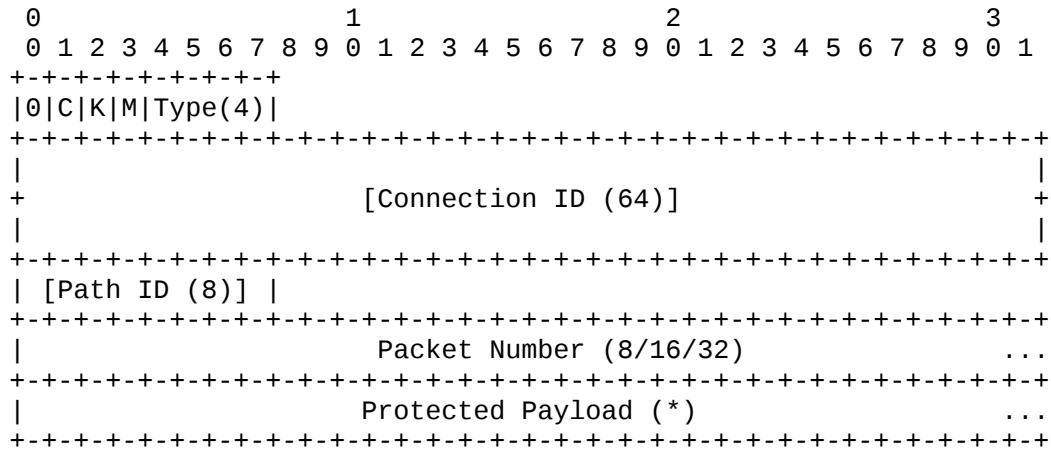 0                   1                   2                   3
 0 1 2 3 4 5 6 7 8 9 0 1 2 3 4 5 6 7 8 9 0 1 2 3 4 5 6 7 8 9 0 1
+-+-+-+-+-+-+-+-+
|0|C|K|M|Type(4)|
+-+-+-+-+-+-+-+-+-+-+-+-+-+-+-+-+-+-+-+-+-+-+-+-+-+-+-+-+-+-+-+-+
|                                                               |
+                     [Connection ID (64)]                      +
|                                                               |
+-+-+-+-+-+-+-+-+-+-+-+-+-+-+-+-+-+-+-+-+-+-+-+-+-+-+-+-+-+-+-+-+
| [Path ID (8)] |
+-+-+-+-+-+-+-+-+-+-+-+-+-+-+-+-+-+-+-+-+-+-+-+-+-+-+-+-+-+-+-+-+
|                      Packet Number (8/16/32)                ...
+-+-+-+-+-+-+-+-+-+-+-+-+-+-+-+-+-+-+-+-+-+-+-+-+-+-+-+-+-+-+-+-+
|                     Protected Payload (*)                   ...
+-+-+-+-+-+-+-+-+-+-+-+-+-+-+-+-+-+-+-+-+-+-+-+-+-+-+-+-+-+-+-+-+